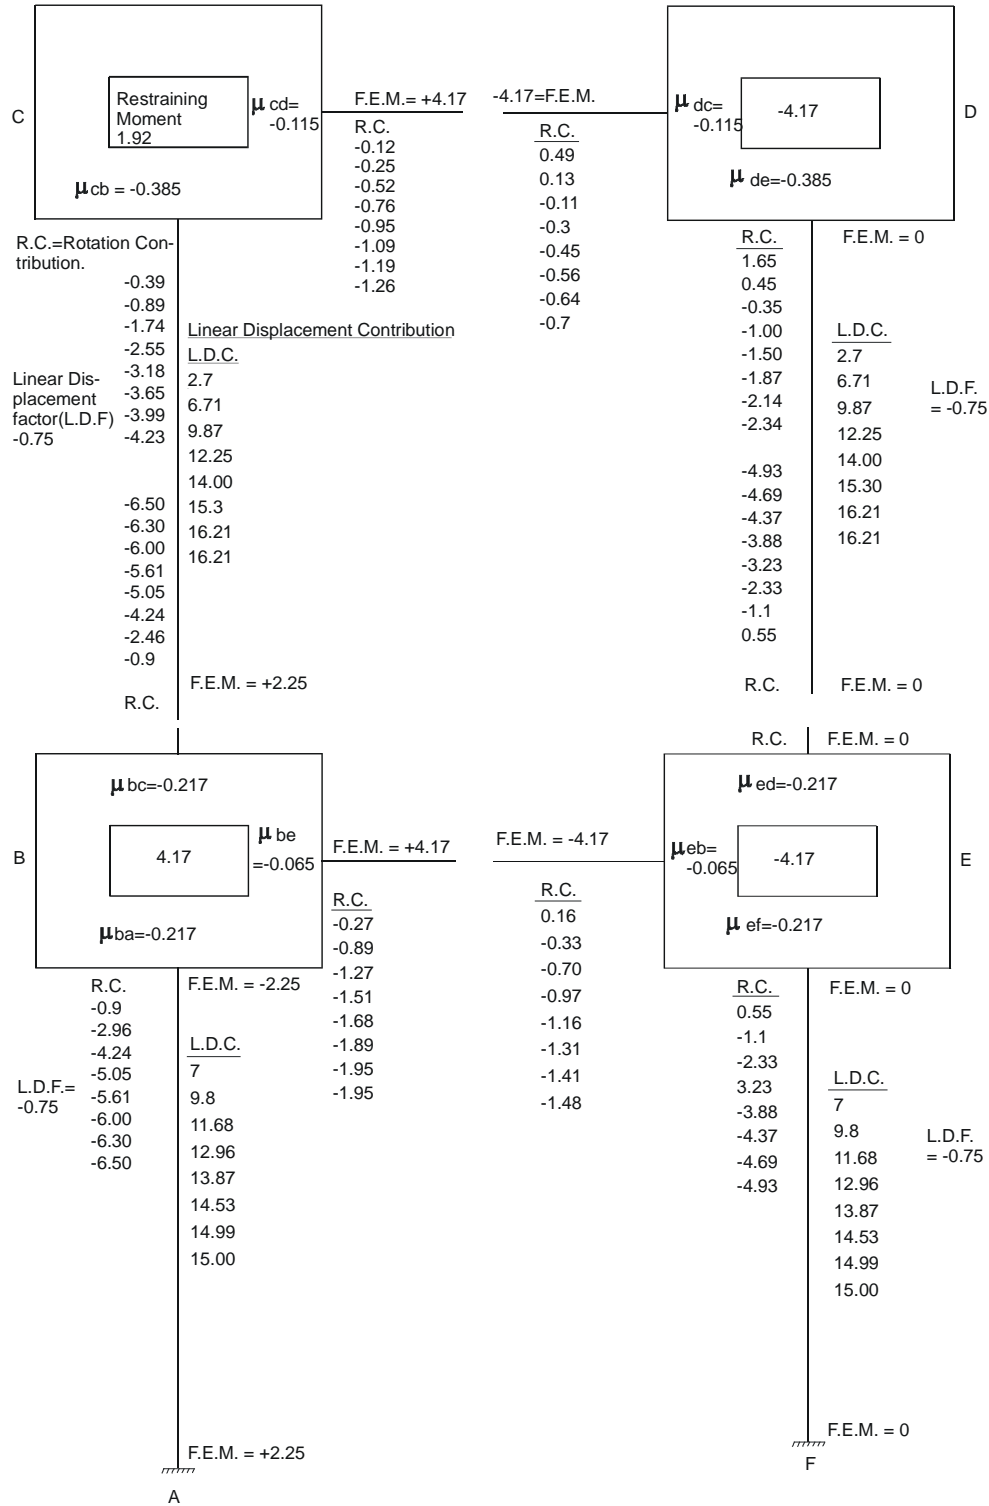 C
Restraining
Moment
1.92
μ cd=
-0.115
μ cb = -0.385
F.E.M.= +4.17
R.C.
-0.12
-0.25
-0.52
-0.76
-0.95
-1.09
-1.19
-1.26
-4.17=F.E.M.
R.C.
0.49
0.13
-0.11
-0.3
-0.45
-0.56
-0.64
-0.7
μ dc=
-0.115
-4.17
μ de=-0.385
D
R.C.=Rotation Con-
tribution.
-0.39
-0.89
-1.74
-2.55
-3.18
-3.65
-3.99
-4.23
Linear Dis-
placement
factor(L.D.F)
-0.75
Linear Displacement Contribution
L.D.C.
2.7
6.71
9.87
12.25
14.00
15.3
16.21
16.21
-6.50
-6.30
-6.00
-5.61
-5.05
-4.24
-2.46
-0.9
R.C.
F.E.M. = +2.25
R.C.
1.65
0.45
-0.35
-1.00
-1.50
-1.87
-2.14
-2.34
F.E.M. = 0
L.D.C.
2.7
6.71
9.87
12.25
14.00
15.30
16.21
16.21
L.D.F.
= -0.75
-4.93
-4.69
-4.37
-3.88
-3.23
-2.33
-1.1
0.55
R.C.
F.E.M. = 0
R.C.
F.E.M. = 0
B
μ bc=-0.217
4.17
μ be
=-0.065
μ ba=-0.217
F.E.M. = +4.17
R.C.
-0.27
-0.89
-1.27
-1.51
-1.68
-1.89
-1.95
-1.95
F.E.M. = -4.17
R.C.
0.16
-0.33
-0.70
-0.97
-1.16
-1.31
-1.41
-1.48
μ ed=-0.217
μ eb=
-0.065
-4.17
μ ef=-0.217
E
R.C.
-0.9
-2.96
-4.24
-5.05
-5.61
-6.00
-6.30
-6.50
L.D.F.=
-0.75
F.E.M. = -2.25
L.D.C.
7
9.8
11.68
12.96
13.87
14.53
14.99
15.00
F.E.M. = +2.25
A
R.C.
0.55
-1.1
-2.33
3.23
-3.88
-4.37
-4.69
-4.93
F.E.M. = 0
L.D.C.
7
9.8
11.68
12.96
13.87
14.53
14.99
15.00
L.D.F.
= -0.75
F.E.M. = 0
F